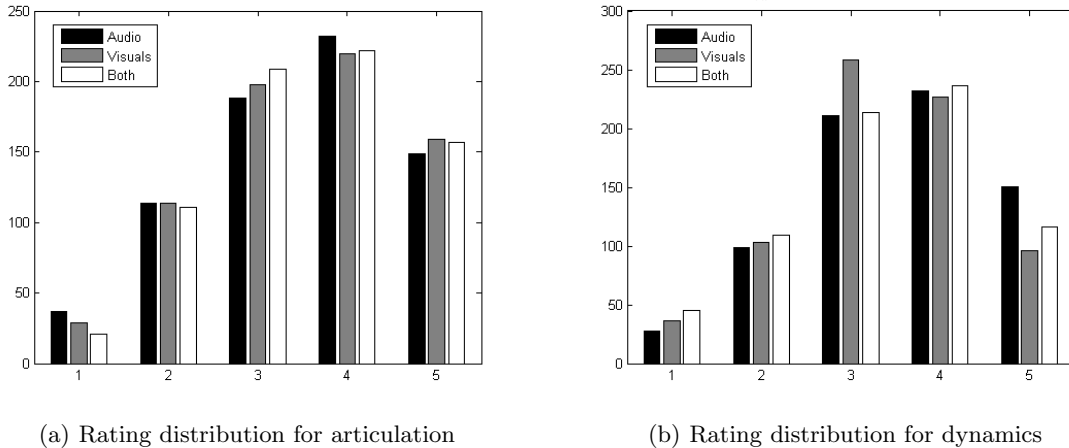 250
200
150
100
50
0
Audio
Visuals
Both
1 2 3 4 5
(a) Rating distribution for articulation
300
250
200
150
100
50
0
Audio
Visuals
Both
1 2 3 4 5
(b) Rating distribution for dynamics